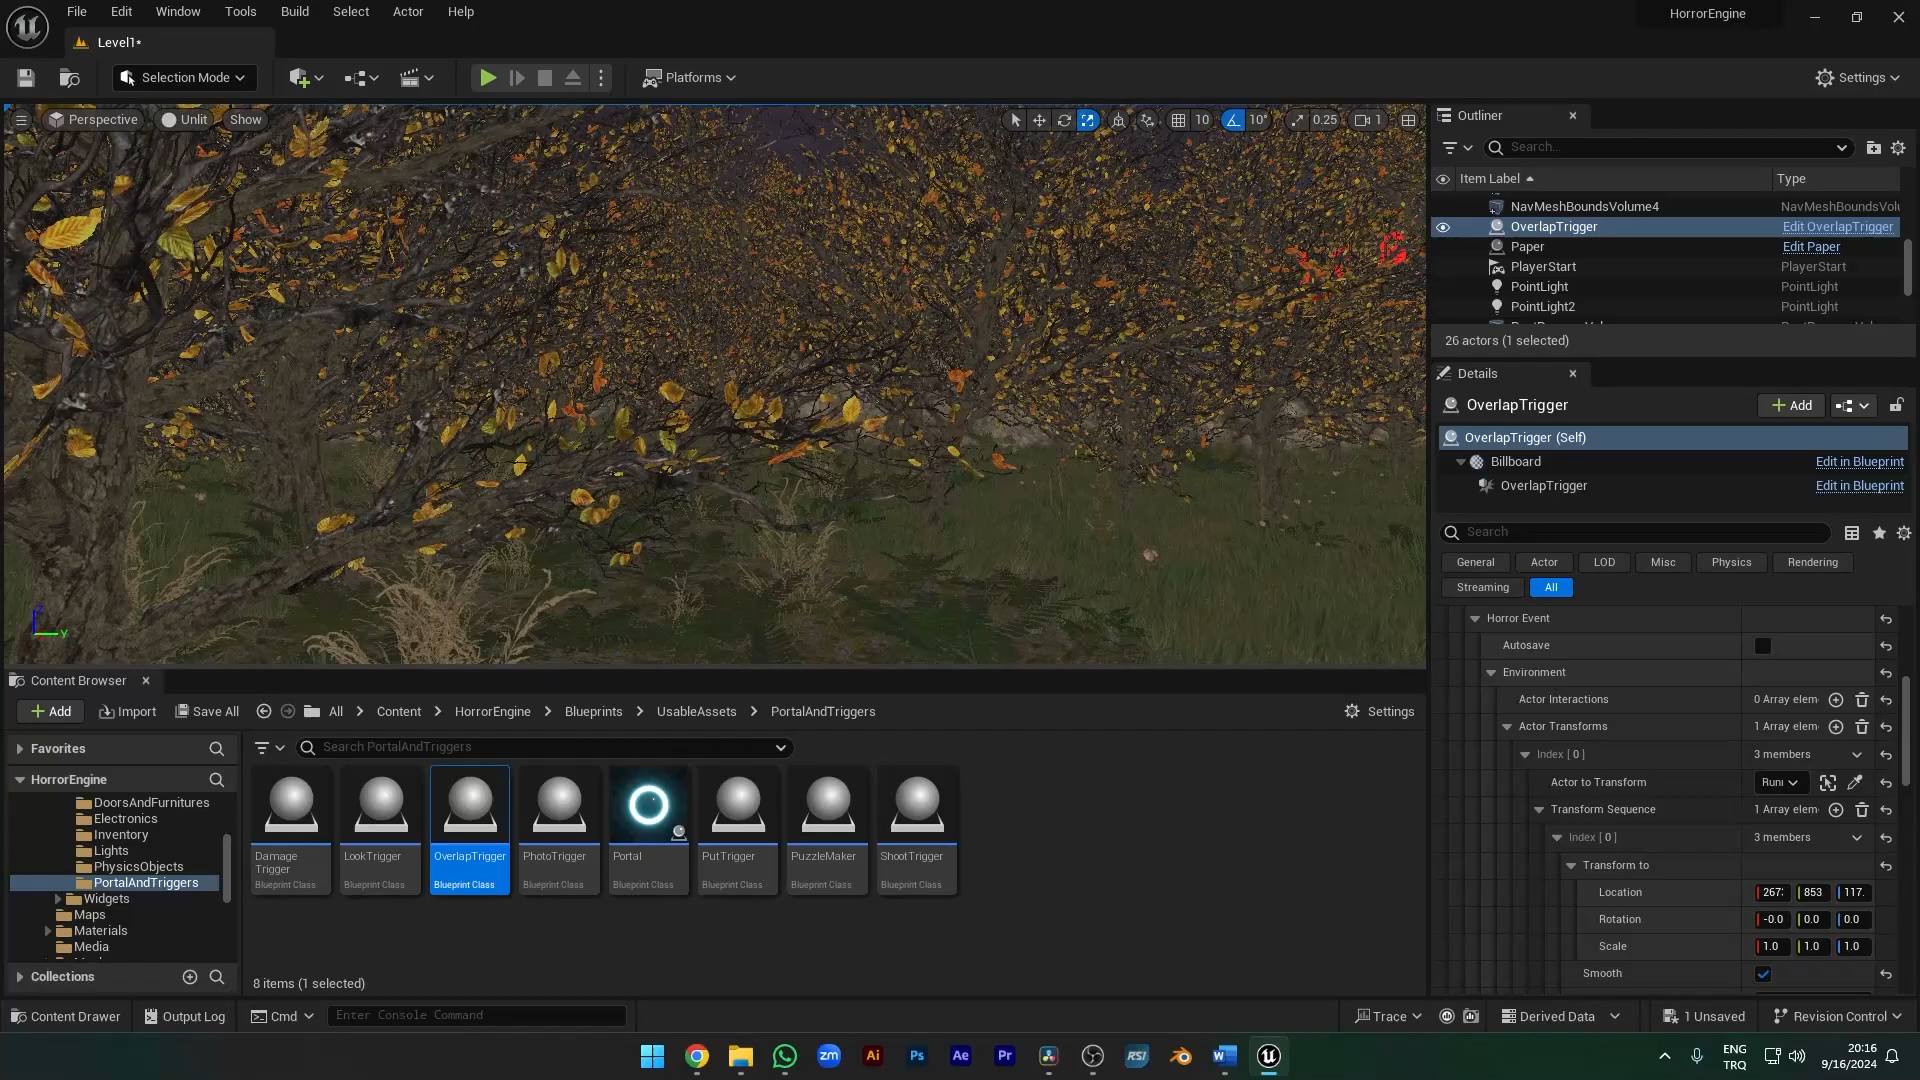 File Edit Window Tools Build Select Actor Help
HorrorEngine
Level1*
Selection Mode
Platforms
Settings
Perspective Unlit Show
10 10° 0.25 1
Outliner
Search...
Item Label Type
NavMeshBoundsVolume4 NavMeshBoundsVolu
OverlapTrigger Edit OverlapTrigger
Paper Edit Paper
PlayerStart PlayerStart
PointLight PointLight
PointLight2 PointLight
26 actors (1 selected)
Details
OverlapTrigger Add
OverlapTrigger (Self)
Billboard Edit in Blueprint
OverlapTrigger Edit in Blueprint
Search
General Actor LOD Misc Physics Rendering
Streaming All
Horror Event
Autosave
Environment
Actor Interactions 0 Array elem
Actor Transforms 1 Array elem
Index [ 0 ] 3 members
Actor to Transform Run
Transform Sequence 1 Array elem
Index [ 0 ] 3 members
Transform to
Location 267 853 117.
Rotation -0.0 0.0 0.0
Scale 1.0 1.0 1.0
Smooth
Z
Y
Content Browser
Add Import Save All All Content HorrorEngine Blueprints UsableAssets PortalAndTriggers Settings
Favorites
HorrorEngine
DoorsAndFurnitures
Electronics
Inventory
Lights
PhysicsObjects
PortalAndTriggers
Widgets
Maps
Materials
Media
Collections
Search PortalAndTriggers
Damage
Trigger
Blueprint Class
LookTrigger
Blueprint Class
OverlapTrigger
Blueprint Class
PhotoTrigger
Blueprint Class
Portal
Blueprint Class
PutTrigger
Blueprint Class
PuzzleMaker
Blueprint Class
ShootTrigger
Blueprint Class
8 items (1 selected)
Content Drawer Output Log Cmd Enter Console Command
Trace Derived Data 1 Unsaved Revision Control
zm Ai Ps Ae Pr RSI W
ENG
TRQ
20:16
9/16/2024